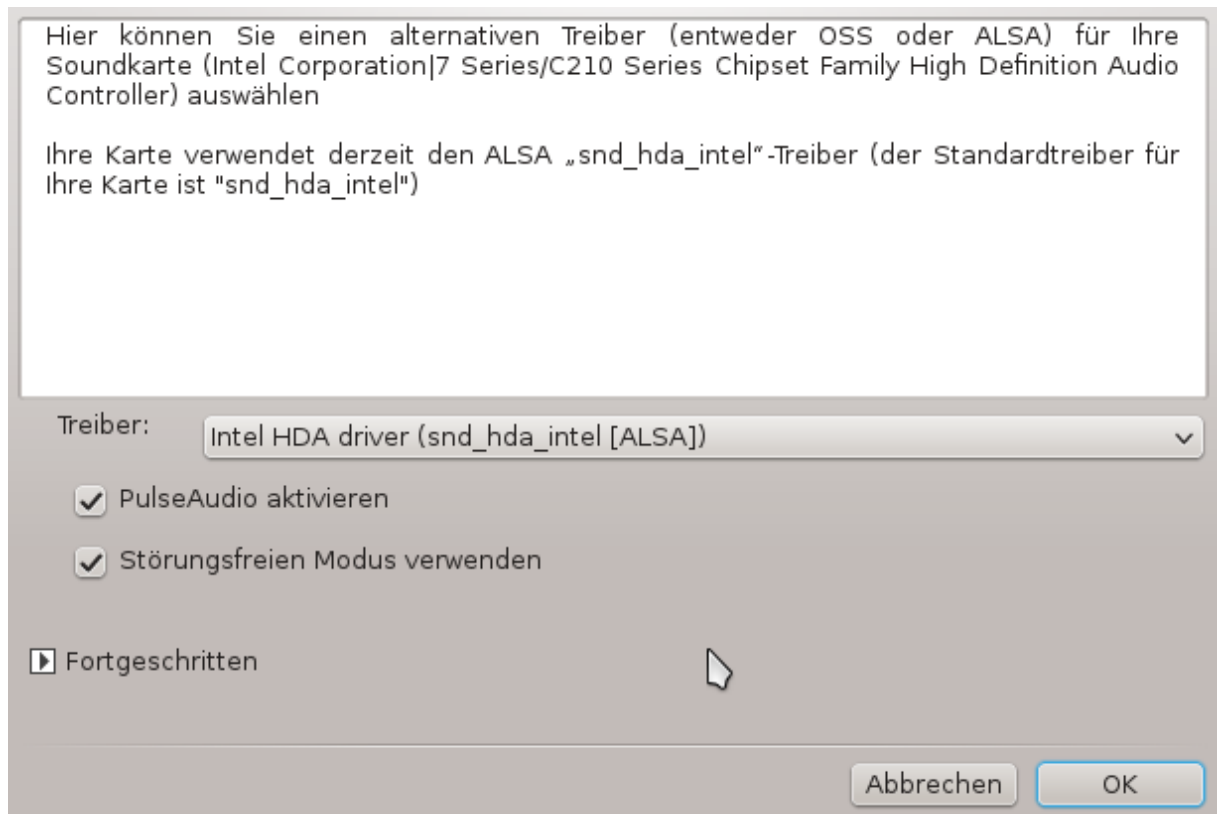 Hier können Sie einen alternativen Treiber (entweder OSS oder ALSA) für Ihre
Soundkarte (Intel Corporation|7 Series/C210 Series Chipset Family High Definition Audio
Controller) auswählen
Ihre Karte verwendet derzeit den ALSA „snd_hda_intel“-Treiber (der Standardtreiber für
Ihre Karte ist "snd_hda_intel")
Treiber:
Intel HDA driver (snd_hda_intel [ALSA])
PulseAudio aktivieren
Störungsfreien Modus verwenden
Fortgeschritten
Abbrechen
OK